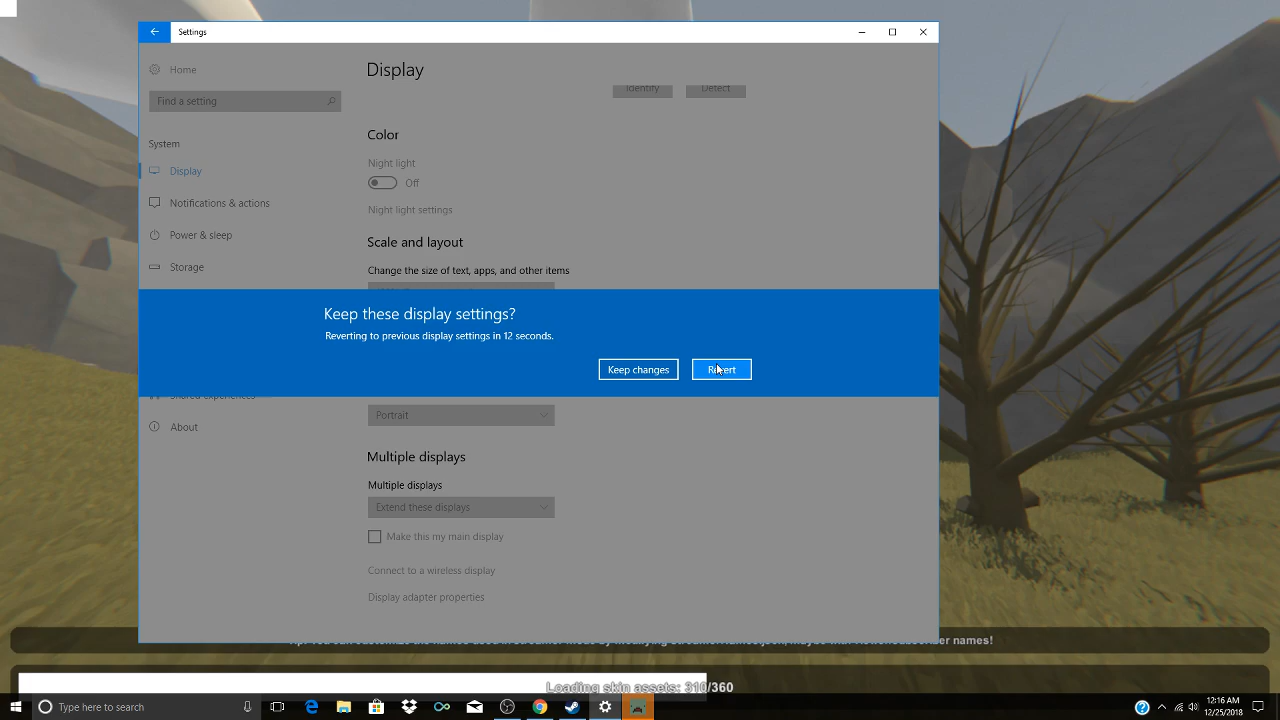 Settings
Home
Display
Identify
Detect
Find a setting
Color
System
Night light
Display
Off
Notifications & actions
Night light settings
Power & sleep
Scale and layout
Storage
Change the size of text, apps, and other items
Keep these display settings?
Reverting to previous display settings in 12 seconds.
Keep changes
Revert
Shared experiences
Portrait
About
Multiple displays
Multiple displays
Extend these displays
Make this my main display
Connect to a wireless display
Display adapter properties
er names!
Loading skin assets: 310/360
Type here to search
12:16 AM
12/25/2018